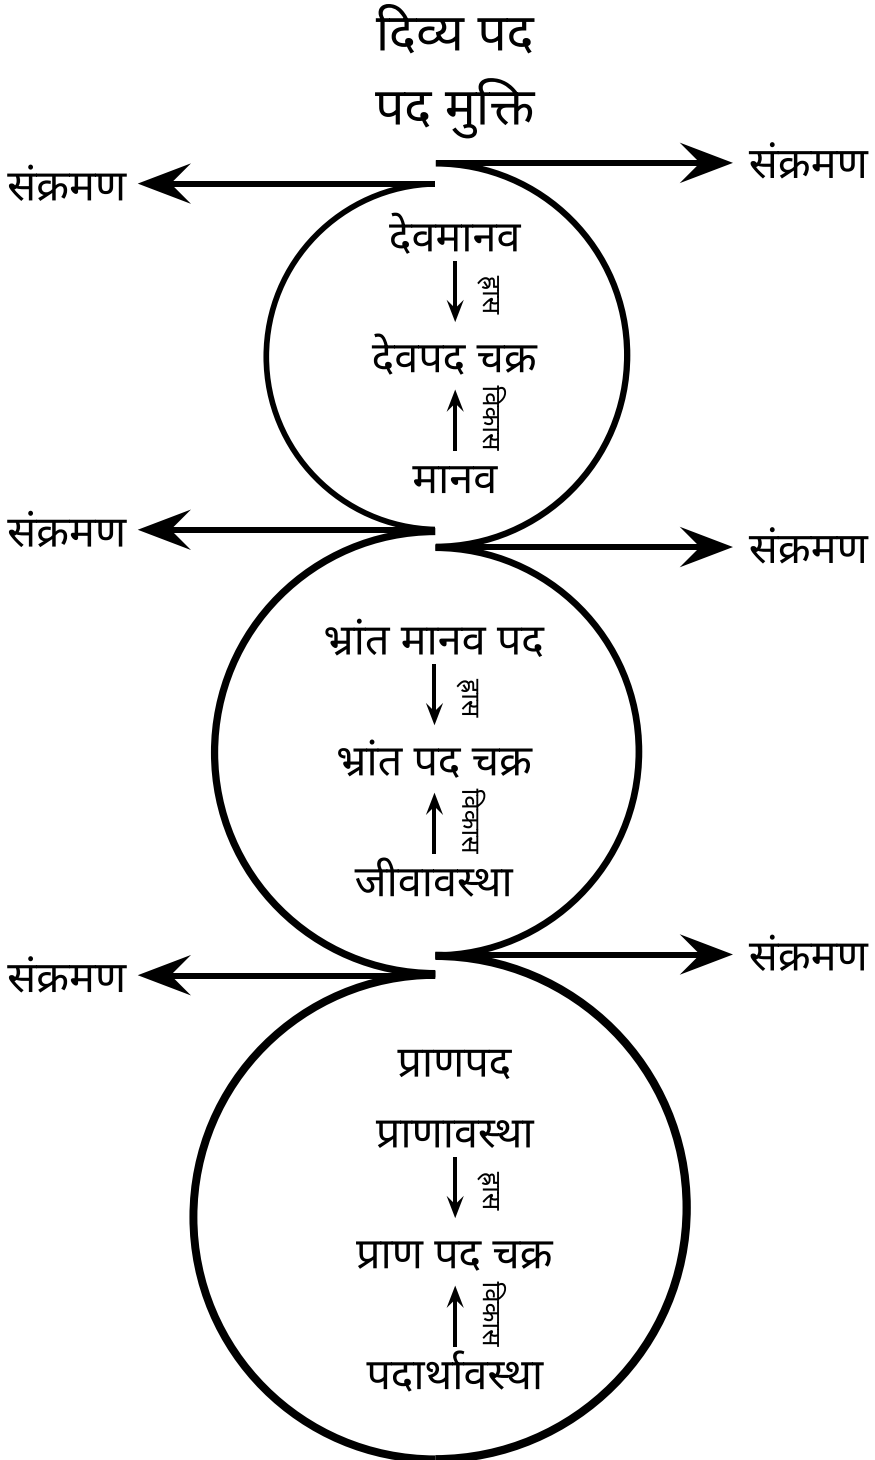 दिव्य पद
पद मुक्ति
संक्रमण
संक्रमण
देवमानव
ह्रास
देवपद चक्र
विकास
मानव
संक्रमण
संक्रमण
भ्रांत मानव पद
ह्रास
भ्रांत पद चक्र
विकास
जीवावस्था
संक्रमण
संक्रमण
प्राणपद
प्राणावस्था
ह्रास
प्राण पद चक्र
विकास
पदार्थावस्था